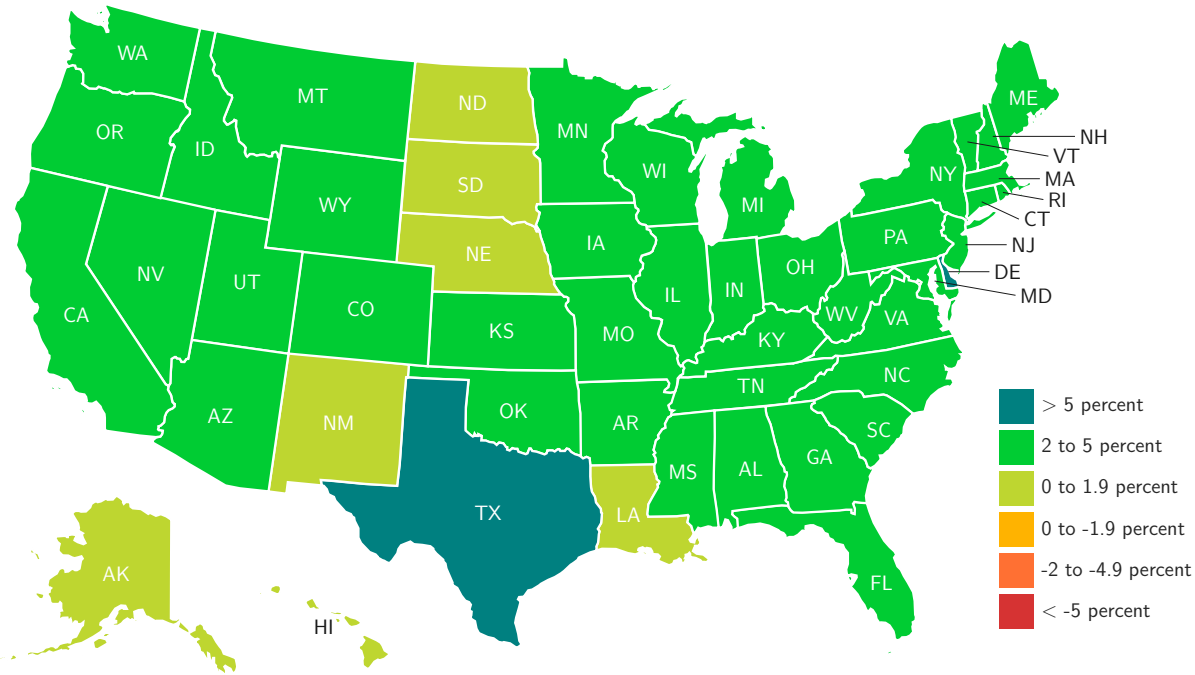 WA
MT
ND
MN
ME
OR
ID
SD
WI
NH
VT
MA
NY
RI
CT
WY
MI
NE
IA
PA
NJ
NV
UT
OH
DE
MD
CO
IL
IN
CA
WV
VA
KS
MO
KY
NC
TN
AZ
NM
OK
AR
SC
GA
MS
AL
TX
LA
FL
AK
HI
> 5 percent
2 to 5 percent
0 to 1.9 percent
0 to -1.9 percent
-2 to -4.9 percent
< -5 percent